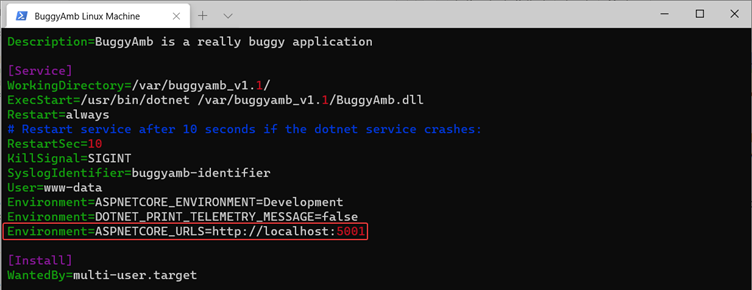 BuggyAmb Linux Machine
Description=BuggyAmb is a really buggy application
[Service]
WorkingDirectory=/var/buggyamb_v1.1/
ExecStart=/usr/bin/dotnet /var/buggyamb_v1.1/BuggyAmb.dll
Restart=always
# Restart service after 10 seconds if the dotnet service crashes:
RestartSec=10
KillSignal=SIGINT
SyslogIdentifier=buggyamb-identifier
User=www-data
Environment=ASPNETCORE_ENVIRONMENT=Development
Environment=DOTNET_PRINT_TELEMETRY_MESSAGE=false
Environment=ASPNETCORE_URLS=http://localhost:5001
[Install]
WantedBy=multi-user.target